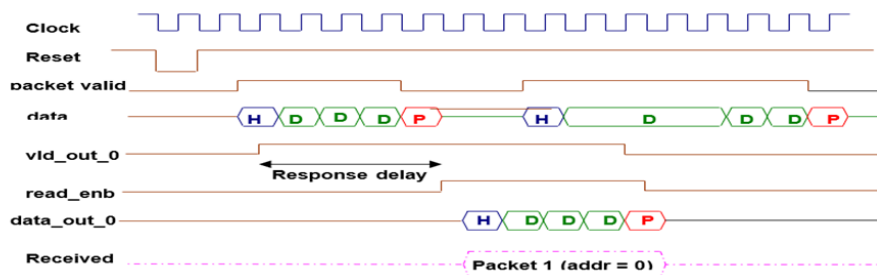 Clock
Reset
packet valid
data H D D D P H D D D P
vld_out_0
Response delay
read_enb
data_out_0 H D D D P
Received Packet 1 (addr = 0)